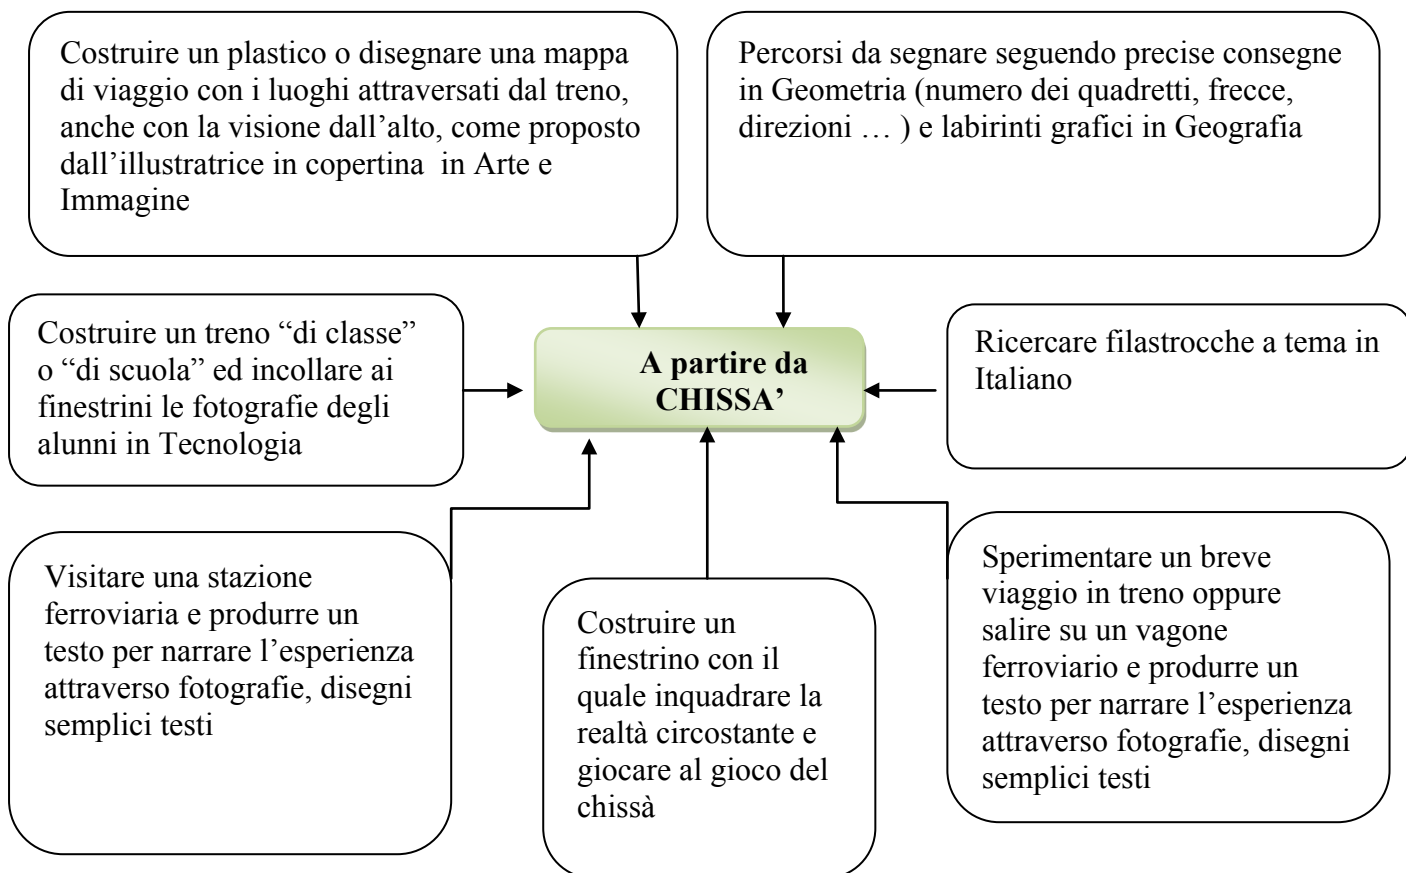 Costruire un plastico o disegnare una mappa
di viaggio con i luoghi attraversati dal treno,
anche con la visione dall’alto, come proposto
dall’illustratrice in copertina  in Arte e
Immagine
Percorsi da segnare seguendo precise consegne
in Geometria (numero dei quadretti, frecce,
direzioni … ) e labirinti grafici in Geografia
Costruire un treno “di classe”
o “di scuola” ed incollare ai
finestrini le fotografie degli
alunni in Tecnologia
A partire da
CHISSA’
Ricercare filastrocche a tema in
Italiano
Visitare una stazione
ferroviaria e produrre un
testo per narrare l’esperienza
attraverso fotografie, disegni
semplici testi
Costruire un
finestrino con il
quale inquadrare la
realtà circostante e
giocare al gioco del
chissà
Sperimentare un breve
viaggio in treno oppure
salire su un vagone
ferroviario e produrre un
testo per narrare l’esperienza
attraverso fotografie, disegni
semplici testi